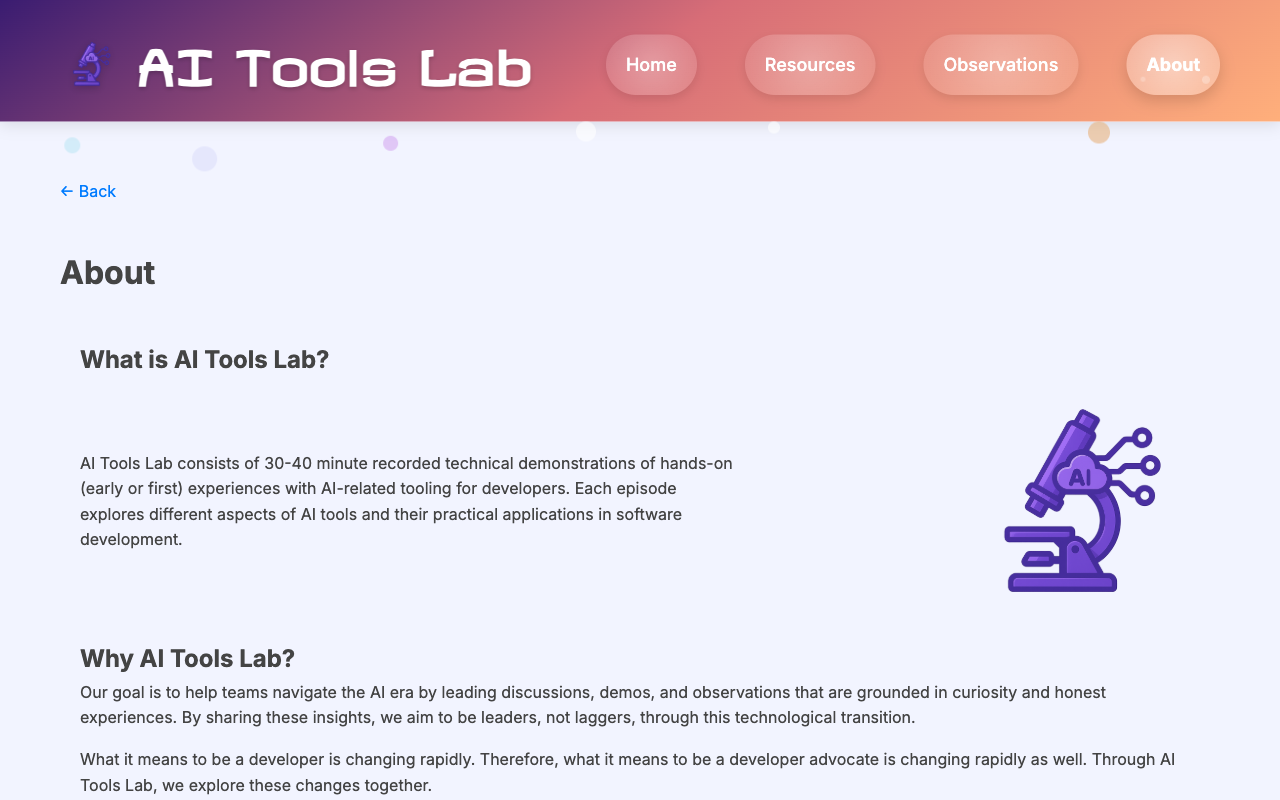 AI Tools Lab
Home
Resources
Observations
About
← Back
About
What is AI Tools Lab?
AI Tools Lab consists of 30-40 minute recorded technical demonstrations of hands-on
(early or first) experiences with AI-related tooling for developers. Each episode
explores different aspects of AI tools and their practical applications in software
development.
AI
Why AI Tools Lab?
Our goal is to help teams navigate the AI era by leading discussions, demos, and observations that are grounded in curiosity and honest
experiences. By sharing these insights, we aim to be leaders, not laggers, through this technological transition.
What it means to be a developer is changing rapidly. Therefore, what it means to be a developer advocate is changing rapidly as well. Through AI
Tools Lab, we explore these changes together.